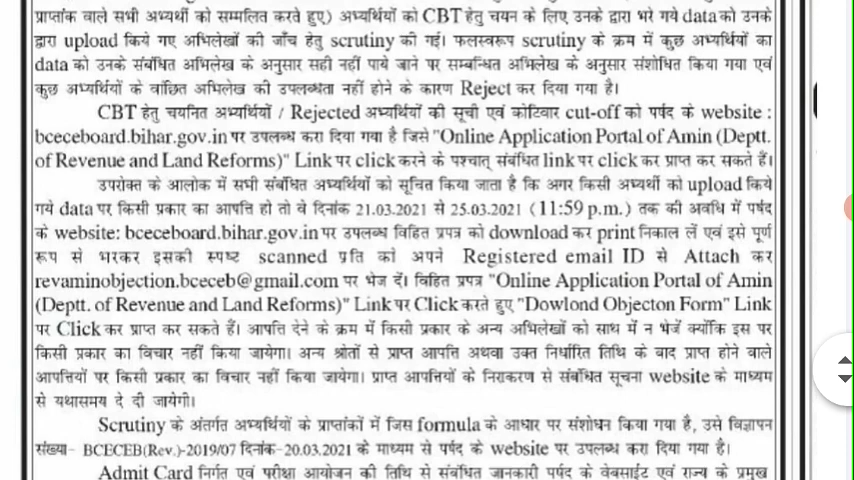 प्राप्तांक वाले सभी अभ्यर्थी को सम्मलित करते हुए) अभ्यर्थियों को CBT हेतु चयन के लिए उनके द्वारा भरे गये data को उनके
द्वारा upload किये गए अभिलेखों की जाँच हेतु scrutiny की गई। फलस्वरूप scrutiny के क्रम में कुछ अभ्यर्थियों का
data को उनके संबंधित अभिलेख के अनुसार सही नहीं पाये जाने पर सम्बन्धित अभिलेख के अनुसार संशोधित किया गया एवं
कुछ अभ्यर्थियों के वांछित अभिलेख की उपलब्धता नहीं होने के कारण Reject कर दिया गया है।
CBT हेतु चयनित अभ्यर्थियों / Rejected अभ्यर्थियों की सूची एवं कोटिवार cut-off को पर्षद के website :
bceceboard.bihar.gov.in पर उपलब्ध करा दिया गया है जिसे "Online Application Portal of Amin (Deptt.
of Revenue and Land Reforms)" Link पर click करने के पश्चात् संबंधित link पर click कर प्राप्त कर सकते हैं।
उपरोक्त के आलोक में सभी संबंधित अभ्यर्थियों को सूचित किया जाता है कि अगर किसी अभ्यर्थी को upload किये
गये data पर किसी प्रकार का आपत्ति हो तो वे दिनांक 21.03.2021 से 25.03.2021 (11:59 p.m.) तक की अवधि में पर्षद
के website: bceceboard.bihar.gov.in पर उपलब्ध विहित प्रपत्र को download कर print निकाल लें एवं इसे पूर्ण
रूप से भरकर इसकी स्पष्ट scanned प्रति को अपने Registered email ID से Attach कर
revaminobjection.bceceb@gmail.com पर भेज दें। विहित प्रपत्र "Online Application Portal of Amin
(Deptt. of Revenue and Land Reforms)" Link पर Click करते हुए "Dowlond Objecton Form" Link
पर Click कर प्राप्त कर सकते हैं। आपत्ति देने के क्रम में किसी प्रकार के अन्य अभिलेखों को साथ में न भेजें क्योंकि इस पर
किसी प्रकार का विचार नहीं किया जायेगा। अन्य श्रोतों से प्राप्त आपत्ति अथवा उक्त निर्धारित तिथि के बाद प्राप्त होने वाले
आपत्तियों पर किसी प्रकार का विचार नहीं किया जायेगा। प्राप्त आपत्तियों के निराकरण से संबंधित सूचना website के माध्यम
से यथासमय दे दी जायेगी।
Scrutiny के अंतर्गत अभ्यर्थियों के प्राप्तांकों में जिस formula के आधार पर संशोधन किया गया है, उसे विज्ञापन
संख्या- BCECEB(Rev.)-2019/07 दिनांक-20.03.2021 के माध्यम से पर्षद के website पर उपलब्ध करा दिया गया है।
Admit Card निर्गत एवं परीक्षा आयोजन की तिथि से संबंधित जानकारी पर्षद के वेबसाईट एवं राज्य के प्रमुख